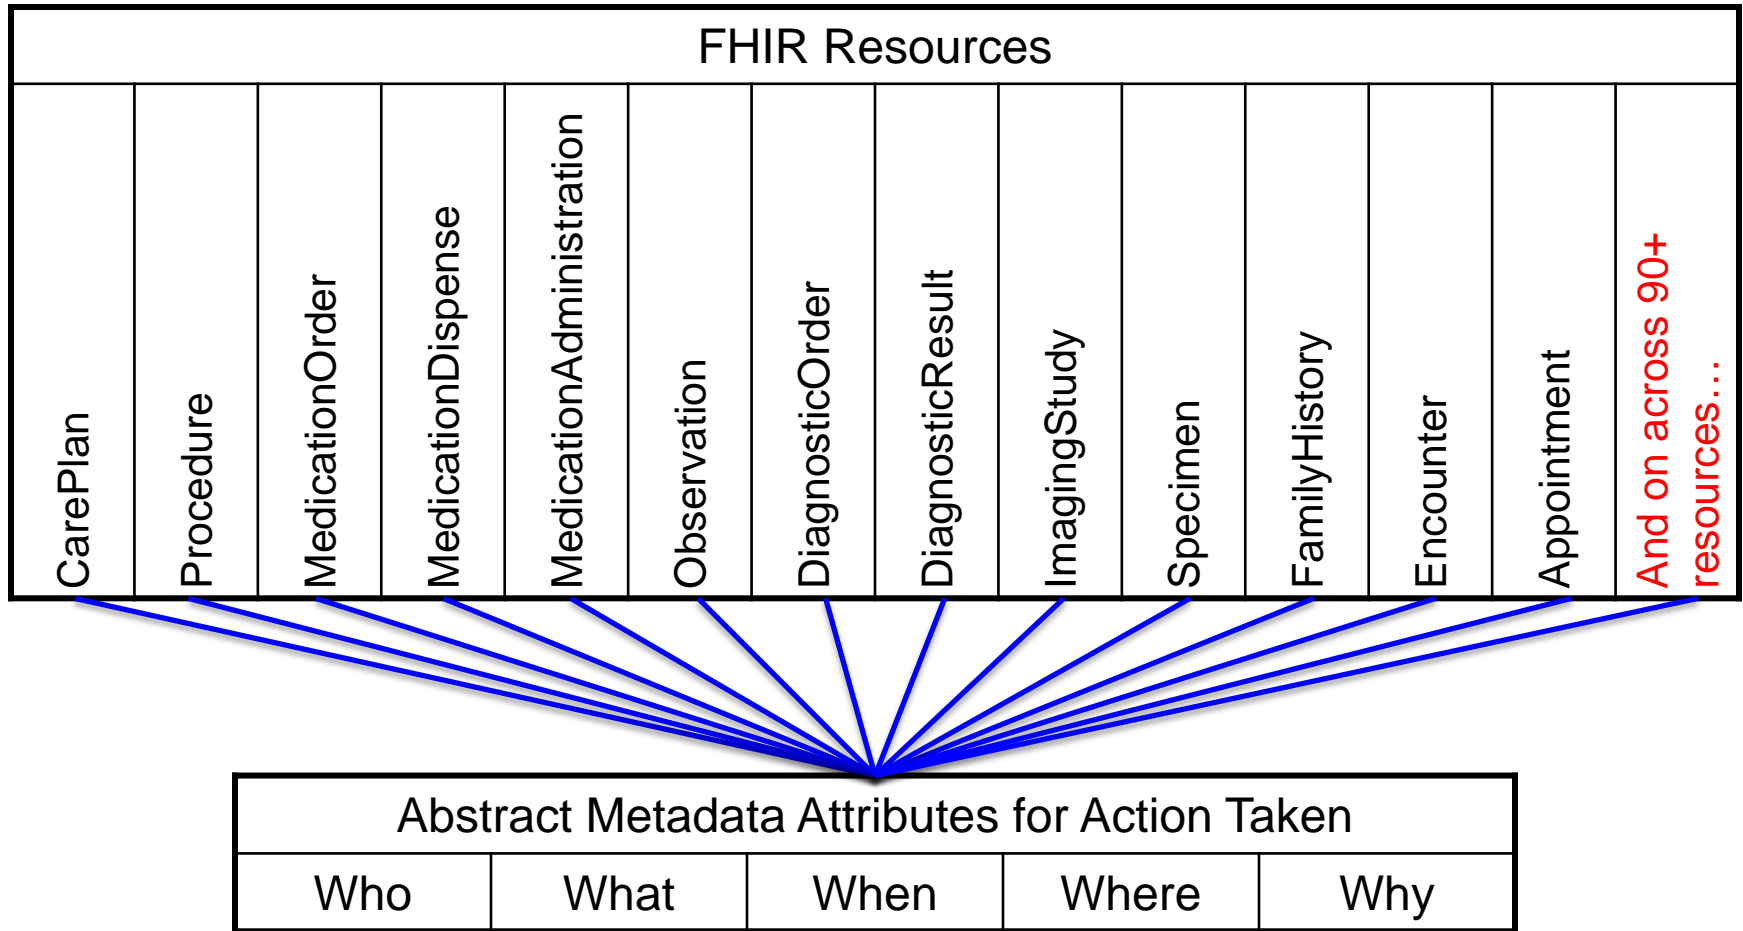 FHIR Resources
CarePlan
Procedure
MedicationOrder
MedicationDispense
MedicationAdministration
Observation
DiagnosticOrder
DiagnosticResult
ImagingStudy
Specimen
FamilyHistory
Encounter
Appointment
And on across 90+
resources…
Abstract Metadata Attributes for Action Taken
Who
What
When
Where
Why